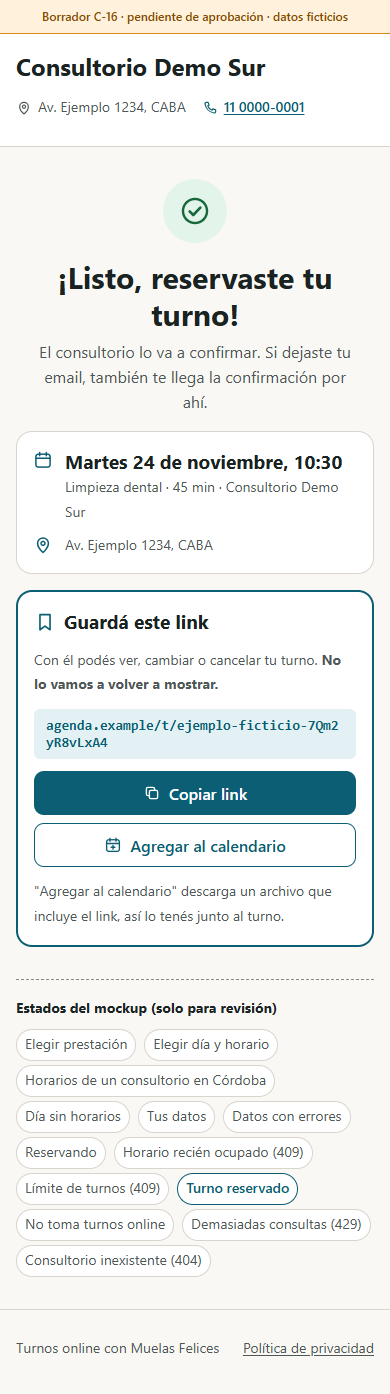 Borrador C-16 · pendiente de aprobación · datos ficticios
Consultorio Demo Sur
Av. Ejemplo 1234, CABA 11 0000-0001
¡Listo, reservaste tu
turno!
El consultorio lo va a confirmar. Si dejaste tu
email, también te llega la confirmación por
ahí.
Martes 24 de noviembre, 10:30
Limpieza dental · 45 min · Consultorio Demo
Sur
Av. Ejemplo 1234, CABA
Guardá este link
Con él podés ver, cambiar o cancelar tu turno. No
lo vamos a volver a mostrar.
agenda.example/t/ejemplo-ficticio-7Qm2
yR8vLxA4
Copiar link
Agregar al calendario
"Agregar al calendario" descarga un archivo que
incluye el link, así lo tenés junto al turno.
Estados del mockup (solo para revisión)
Elegir prestación Elegir día y horario
Horarios de un consultorio en Córdoba
Día sin horarios Tus datos Datos con errores
Reservando Horario recién ocupado (409)
Límite de turnos (409) Turno reservado
No toma turnos online Demasiadas consultas (429)
Consultorio inexistente (404)
Turnos online con Muelas Felices Política de privacidad